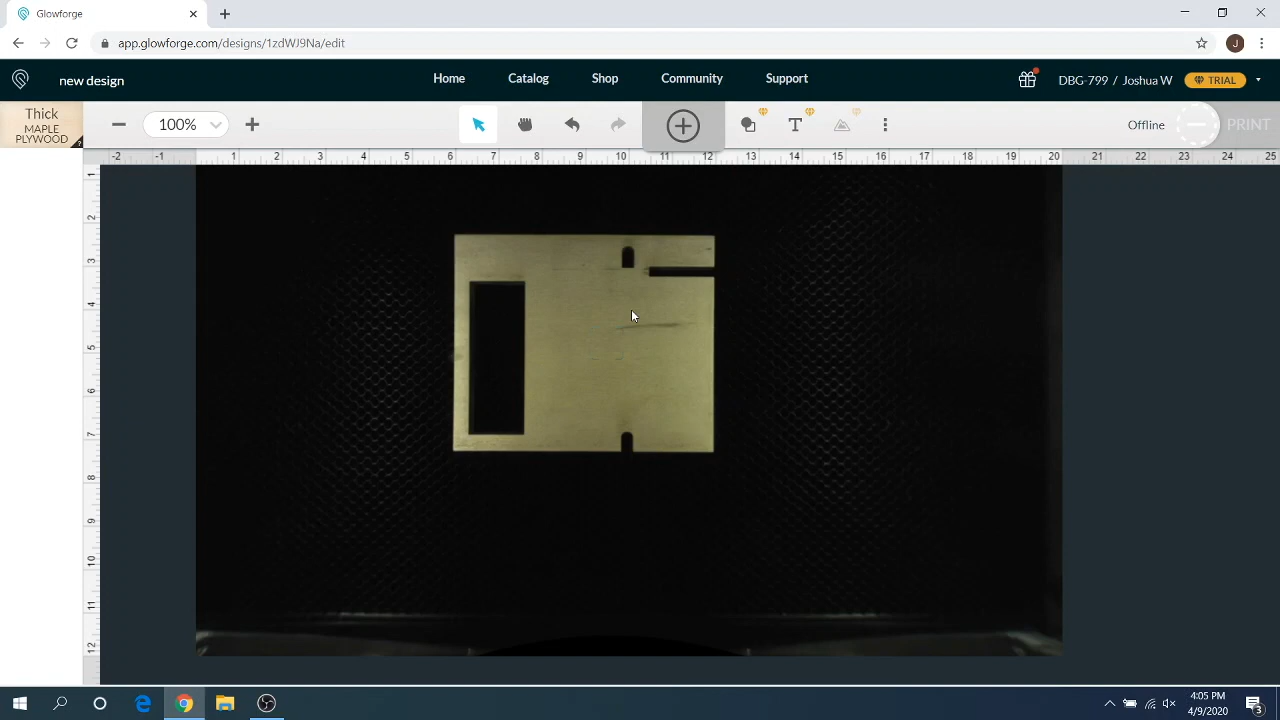 Glowforge
app.glowforge.com/designs/1zdWJ9Na/edit
J
new design
Home
Catalog
Shop
Community
Support
DBG-799 / Joshua W
TRIAL
Thick
MAPLE
PLYWOOD
?
100%
T
Offline
PRINT
-2 -1 1 2 3 4 5 6 7 8 9 10 11 12 13 14 15 16 17 18 19 20 21 22 23 24 25
1
2
3
4
5
6
7
8
9
10
11
12
4:05 PM
4/9/2020
3